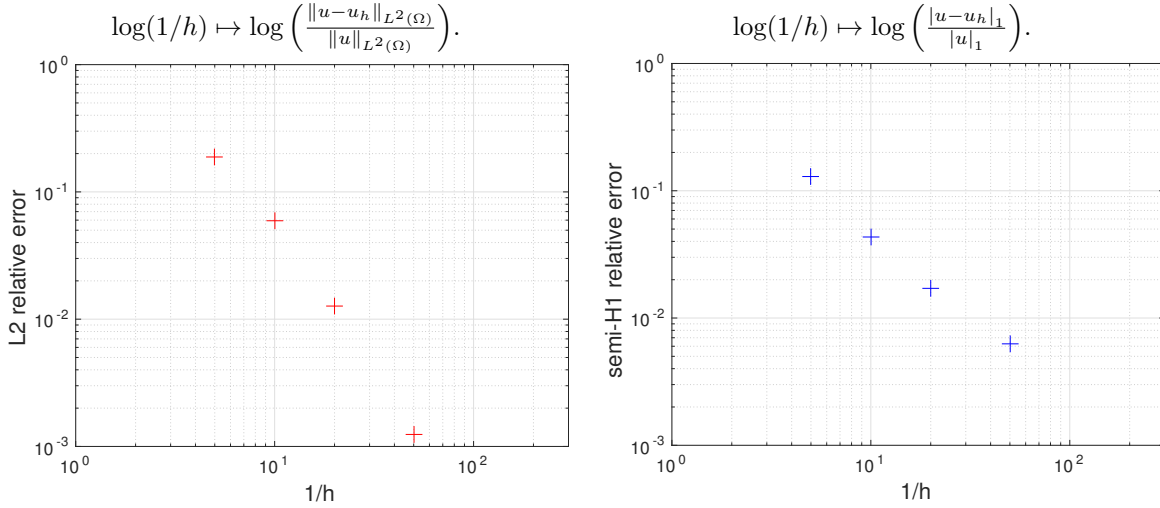 log(1/h) ↦ log (‖u−u_h‖_{L²(Ω)} / ‖u‖_{L²(Ω)}).
10^0
10^{-1}
10^{-2}
10^{-3}
L2 relative error
10^0
10^1
10^2
1/h
log(1/h) ↦ log (|u−u_h|_1 / |u|_1).
10^0
10^{-1}
10^{-2}
10^{-3}
semi-H1 relative error
10^0
10^1
10^2
1/h